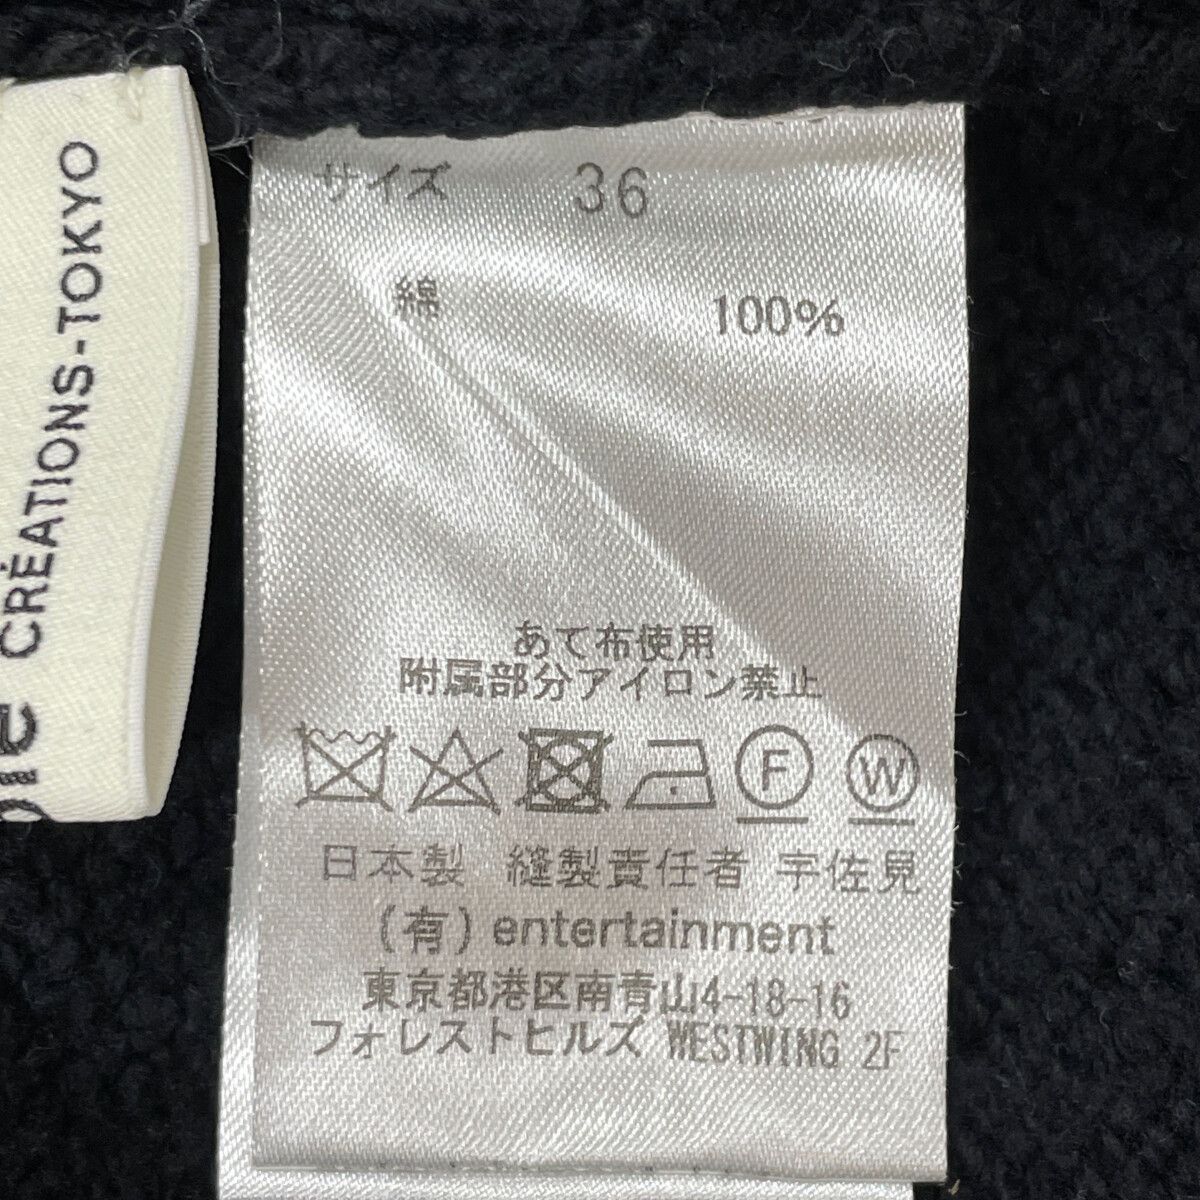 CRÉATIONS-TOKYO
サイズ 36
綿 100%
あて布使用
附属部分アイロン禁止
F W
日本製 縫製責任者 宇佐見
(有) entertainment
東京都港区南青山4-18-16
フォレストヒルズ WESTWING 2F